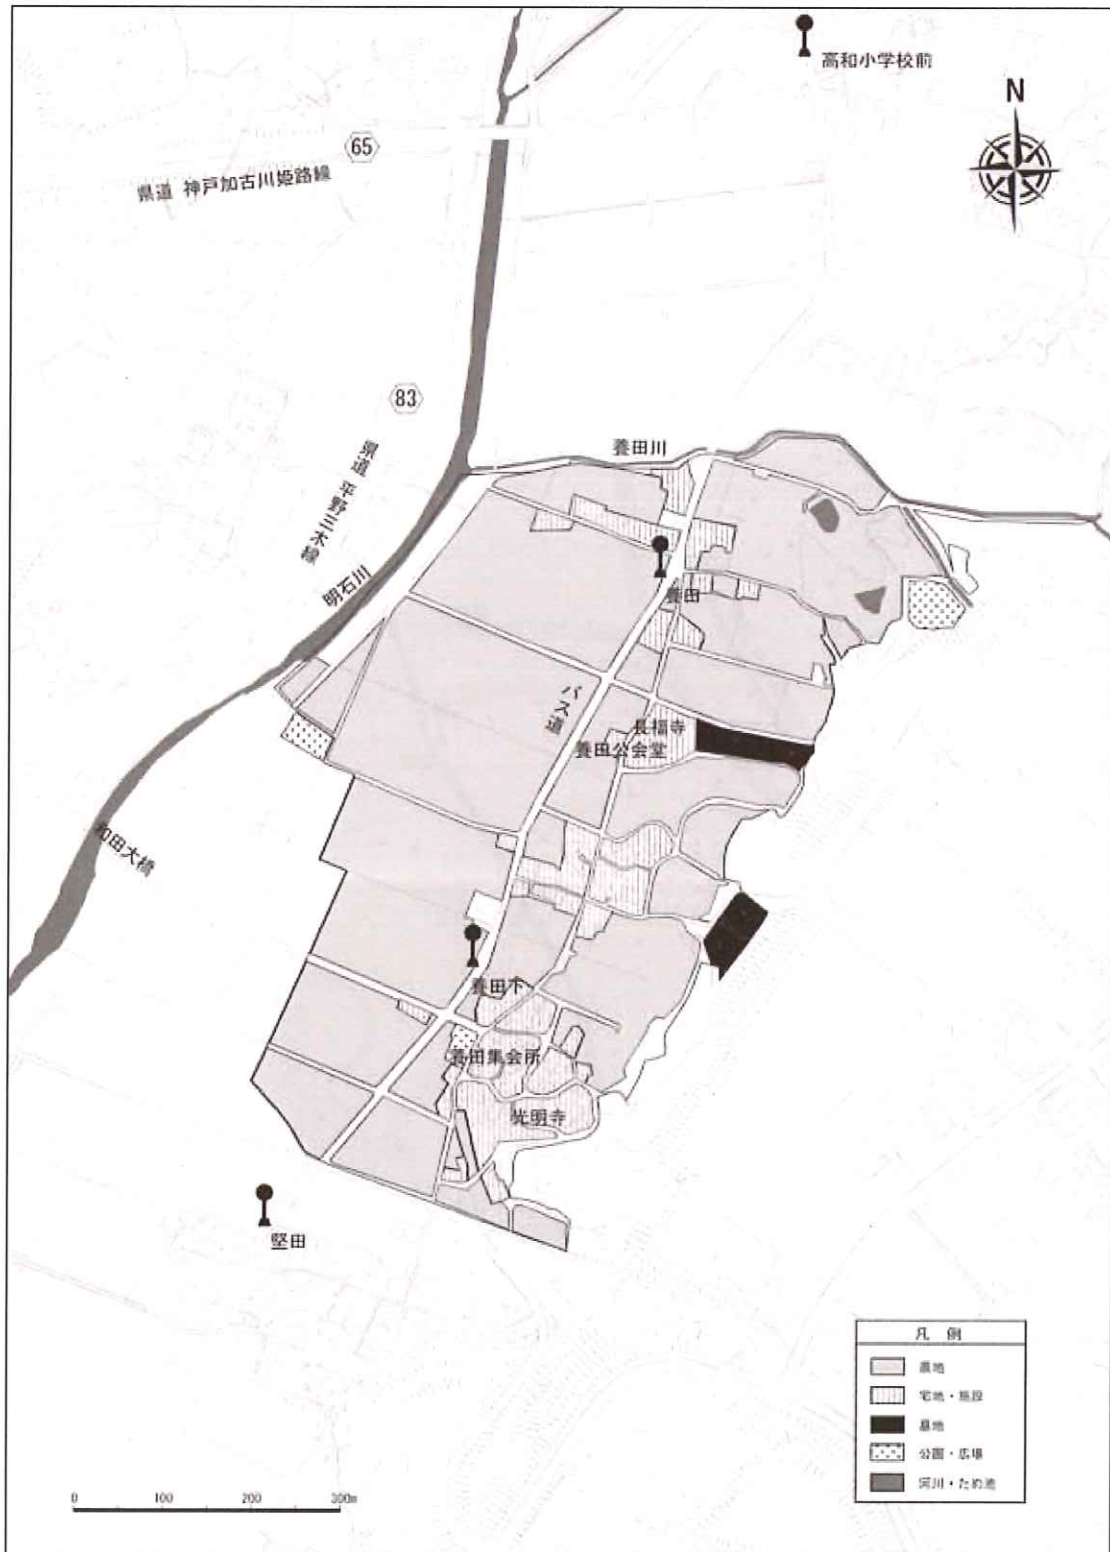 高和小学校前
N
65
県道 神戸加古川姫路線
83
県道 平野三木線
養田川
明石川
養田
バス道
長福寺
養田公会堂
和田大橋
養田下
養田集会所
光明寺
堅田
凡 例
農地
宅地・施設
墓地
公園・広場
河川・ため池
0 100 200 300m